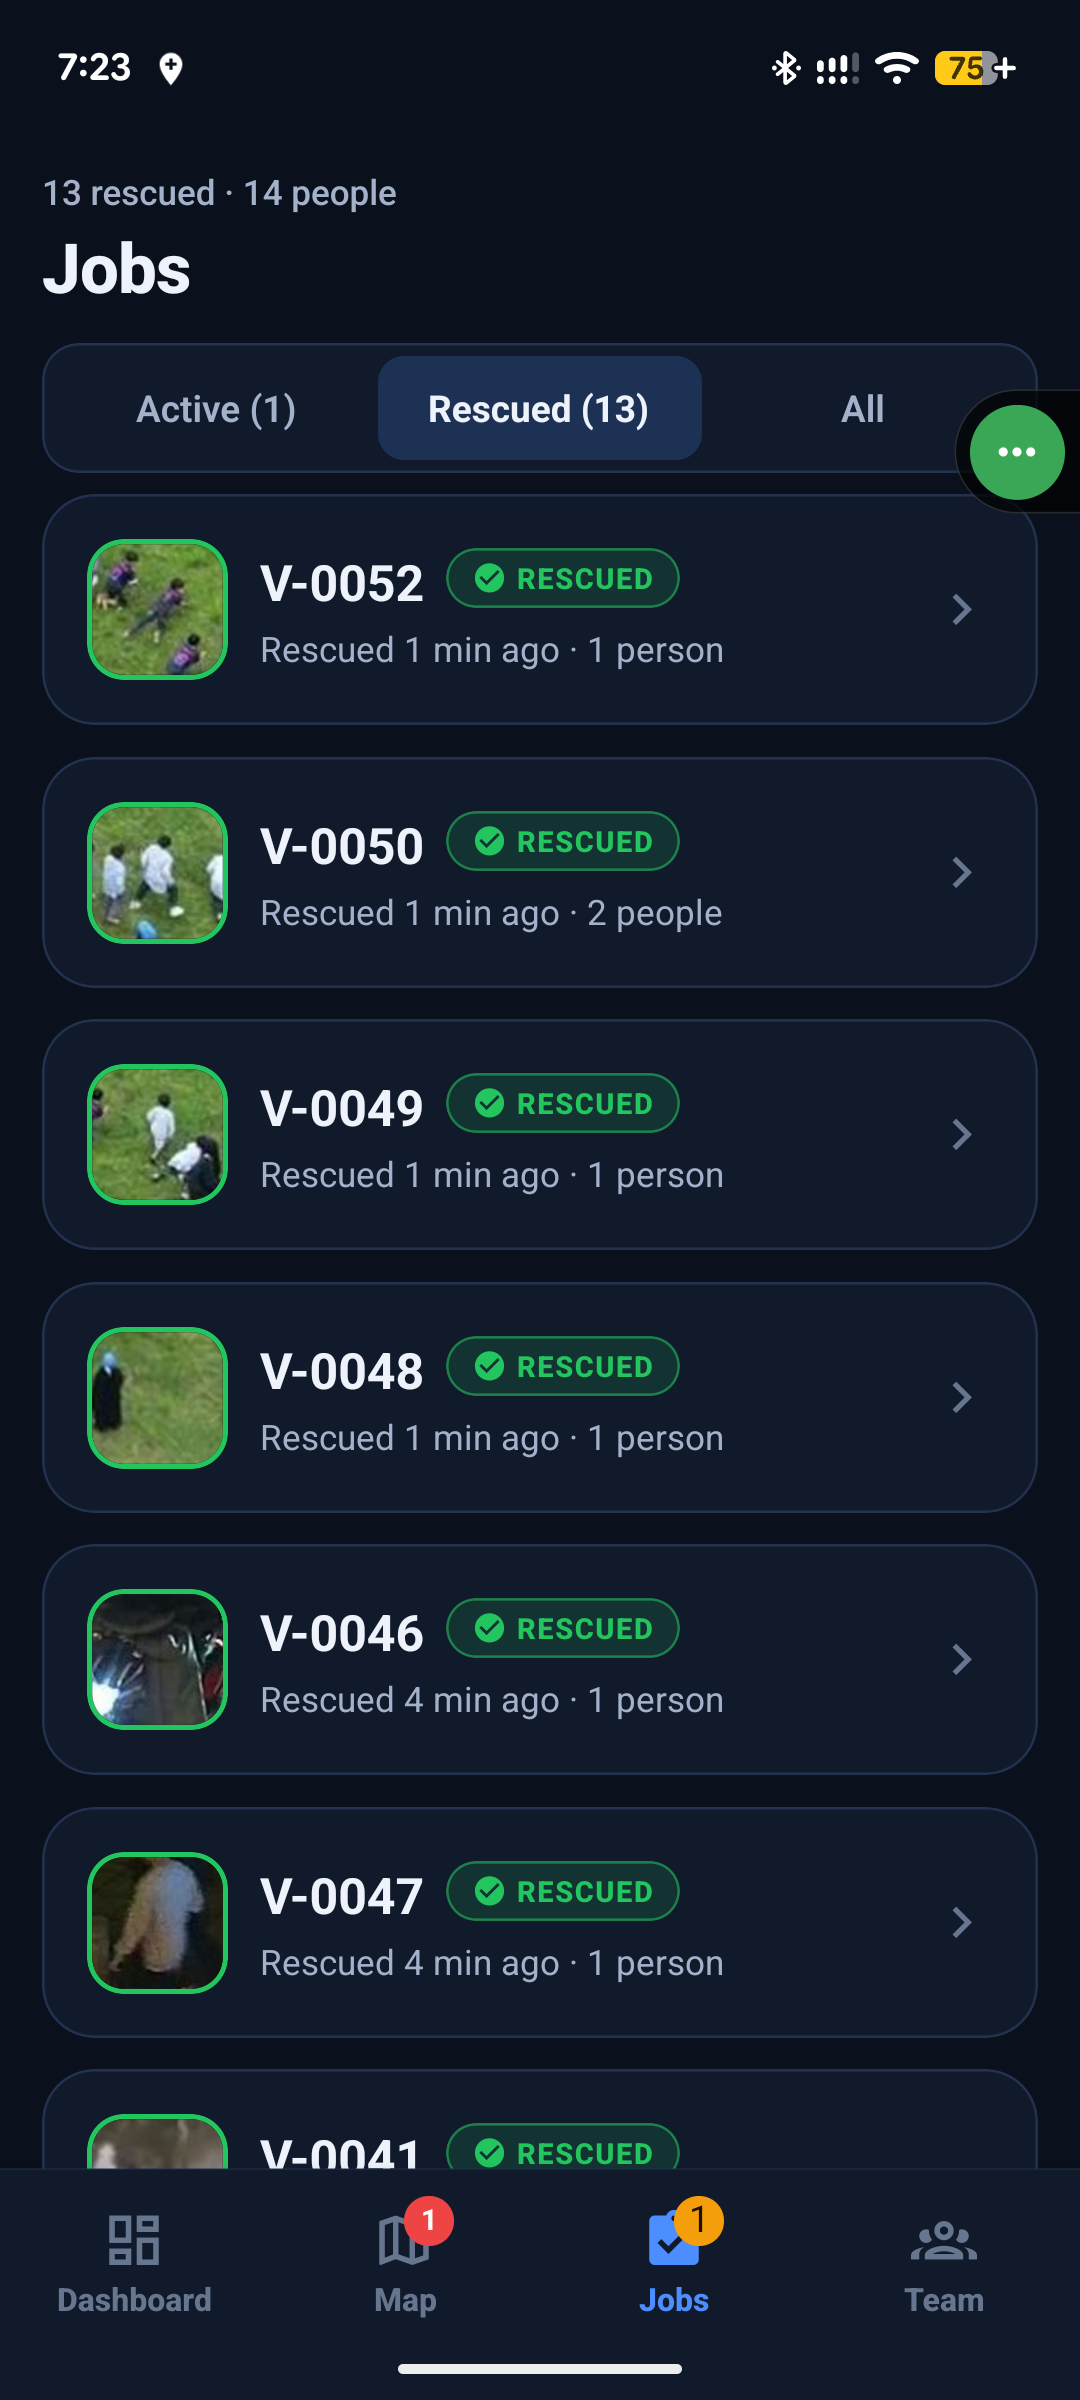 7:23
75
13 rescued · 14 people
Jobs
Active (1)
Rescued (13)
All
V-0052
RESCUED
Rescued 1 min ago · 1 person
V-0050
RESCUED
Rescued 1 min ago · 2 people
V-0049
RESCUED
Rescued 1 min ago · 1 person
V-0048
RESCUED
Rescued 1 min ago · 1 person
V-0046
RESCUED
Rescued 4 min ago · 1 person
V-0047
RESCUED
Rescued 4 min ago · 1 person
V-0041
RESCUED
1
1
Dashboard
Map
Jobs
Team